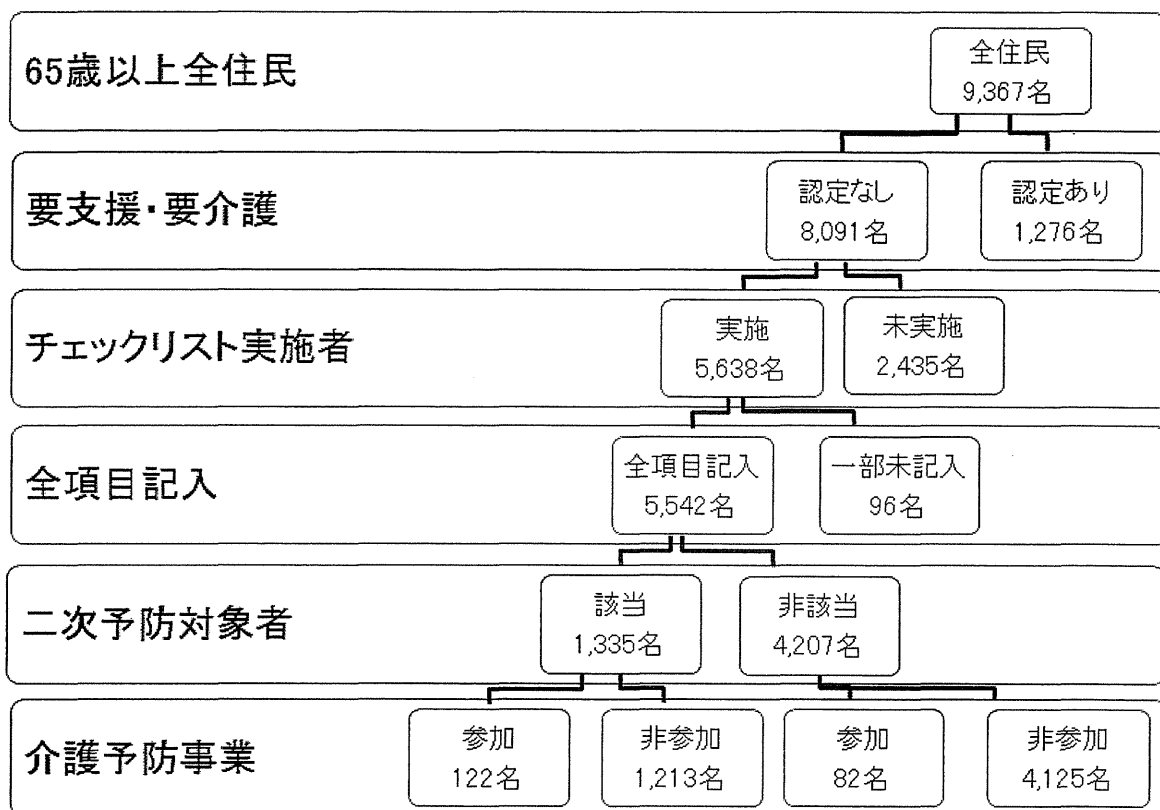 65歳以上全住民
全住民
9,367名
要支援・要介護
認定なし
8,091名
認定あり
1,276名
チェックリスト実施者
実施
5,638名
未実施
2,435名
全項目記入
全項目記入
5,542名
一部未記入
96名
二次予防対象者
該当
1,335名
非該当
4,207名
介護予防事業
参加
122名
非参加
1,213名
参加
82名
非参加
4,125名